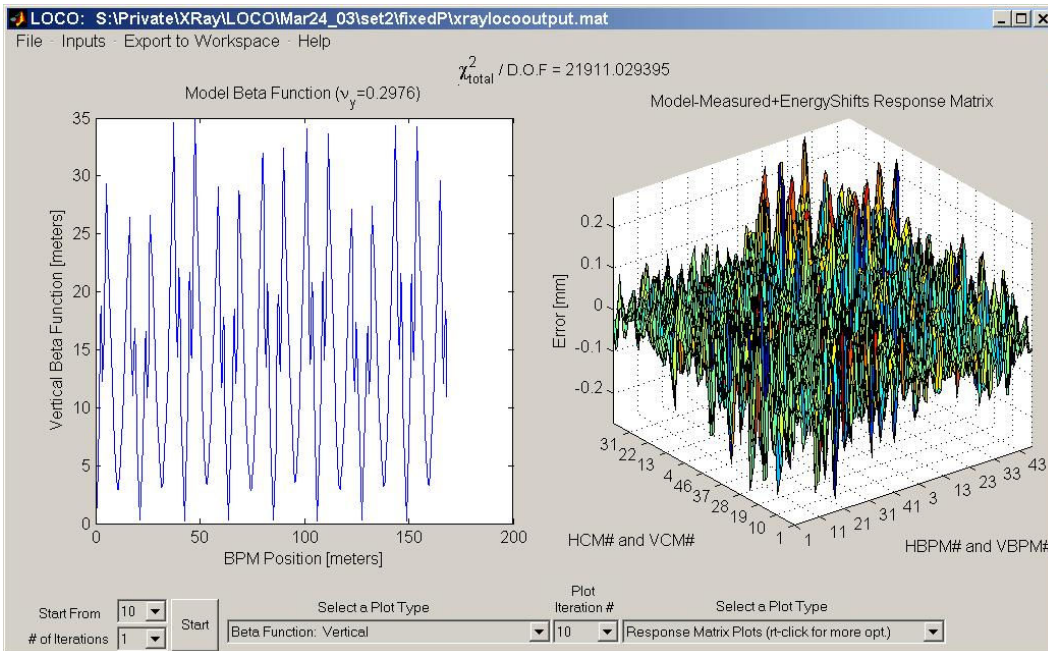 LOCO: S:\Private\XRay\LOCO\Mar24_03\set2\fixedP\xraylocooutput.mat
File Inputs Export to Workspace Help
χ²total / D.O.F = 21911.029395
Model Beta Function (νy=0.2976)
35
30
25
20
15
10
5
0
Vertical Beta Function [meters]
0 50 100 150 200
BPM Position [meters]
Model-Measured+EnergyShifts Response Matrix
0.2
0.1
0
-0.1
-0.2
Error [mm]
31 22 13 4 46 37 28 19 10 1
1 11 21 31 41 3 13 23 33 43
HCM# and VCM#
HBPM# and VBPM#
Start From 10
# of Iterations 1
Start
Select a Plot Type
Beta Function: Vertical
Plot
Iteration #
10
Select a Plot Type
Response Matrix Plots (rt-click for more opt.)